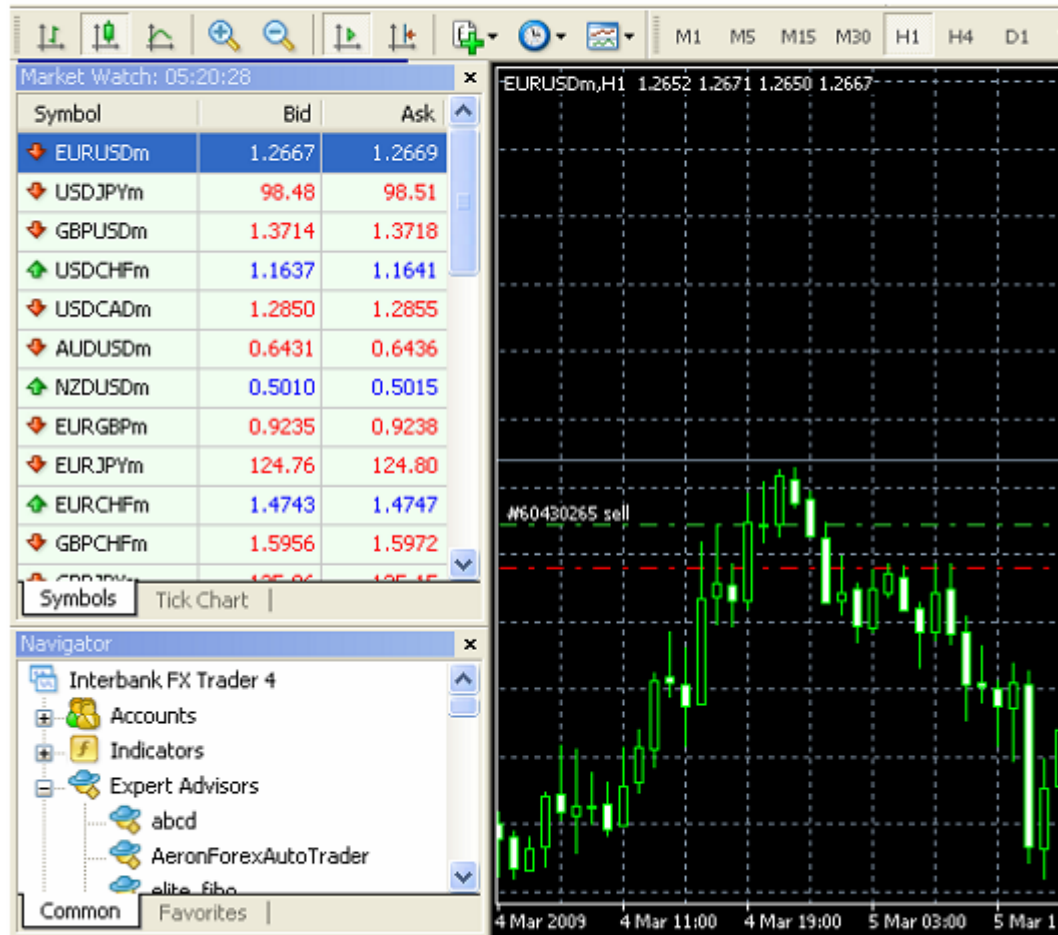 M1 M5 M15 M30 H1 H4 D1
Market Watch: 05:20:28
Symbol Bid Ask
EURUSDm 1.2667 1.2669
USDJPYm 98.48 98.51
GBPUSDm 1.3714 1.3718
USDCHFm 1.1637 1.1641
USDCADm 1.2850 1.2855
AUDUSDm 0.6431 0.6436
NZDUSDm 0.5010 0.5015
EURGBPm 0.9235 0.9238
EURJPYm 124.76 124.80
EURCHFm 1.4743 1.4747
GBPCHFm 1.5956 1.5972
Symbols Tick Chart
Navigator
Interbank FX Trader 4
Accounts
Indicators
Expert Advisors
abcd
AeronForexAutoTrader
elite_fibo
Common Favorites
EURUSDm,H1 1.2652 1.2671 1.2650 1.2667
#60430265 sell
4 Mar 2009 4 Mar 11:00 4 Mar 19:00 5 Mar 03:00 5 Mar 1